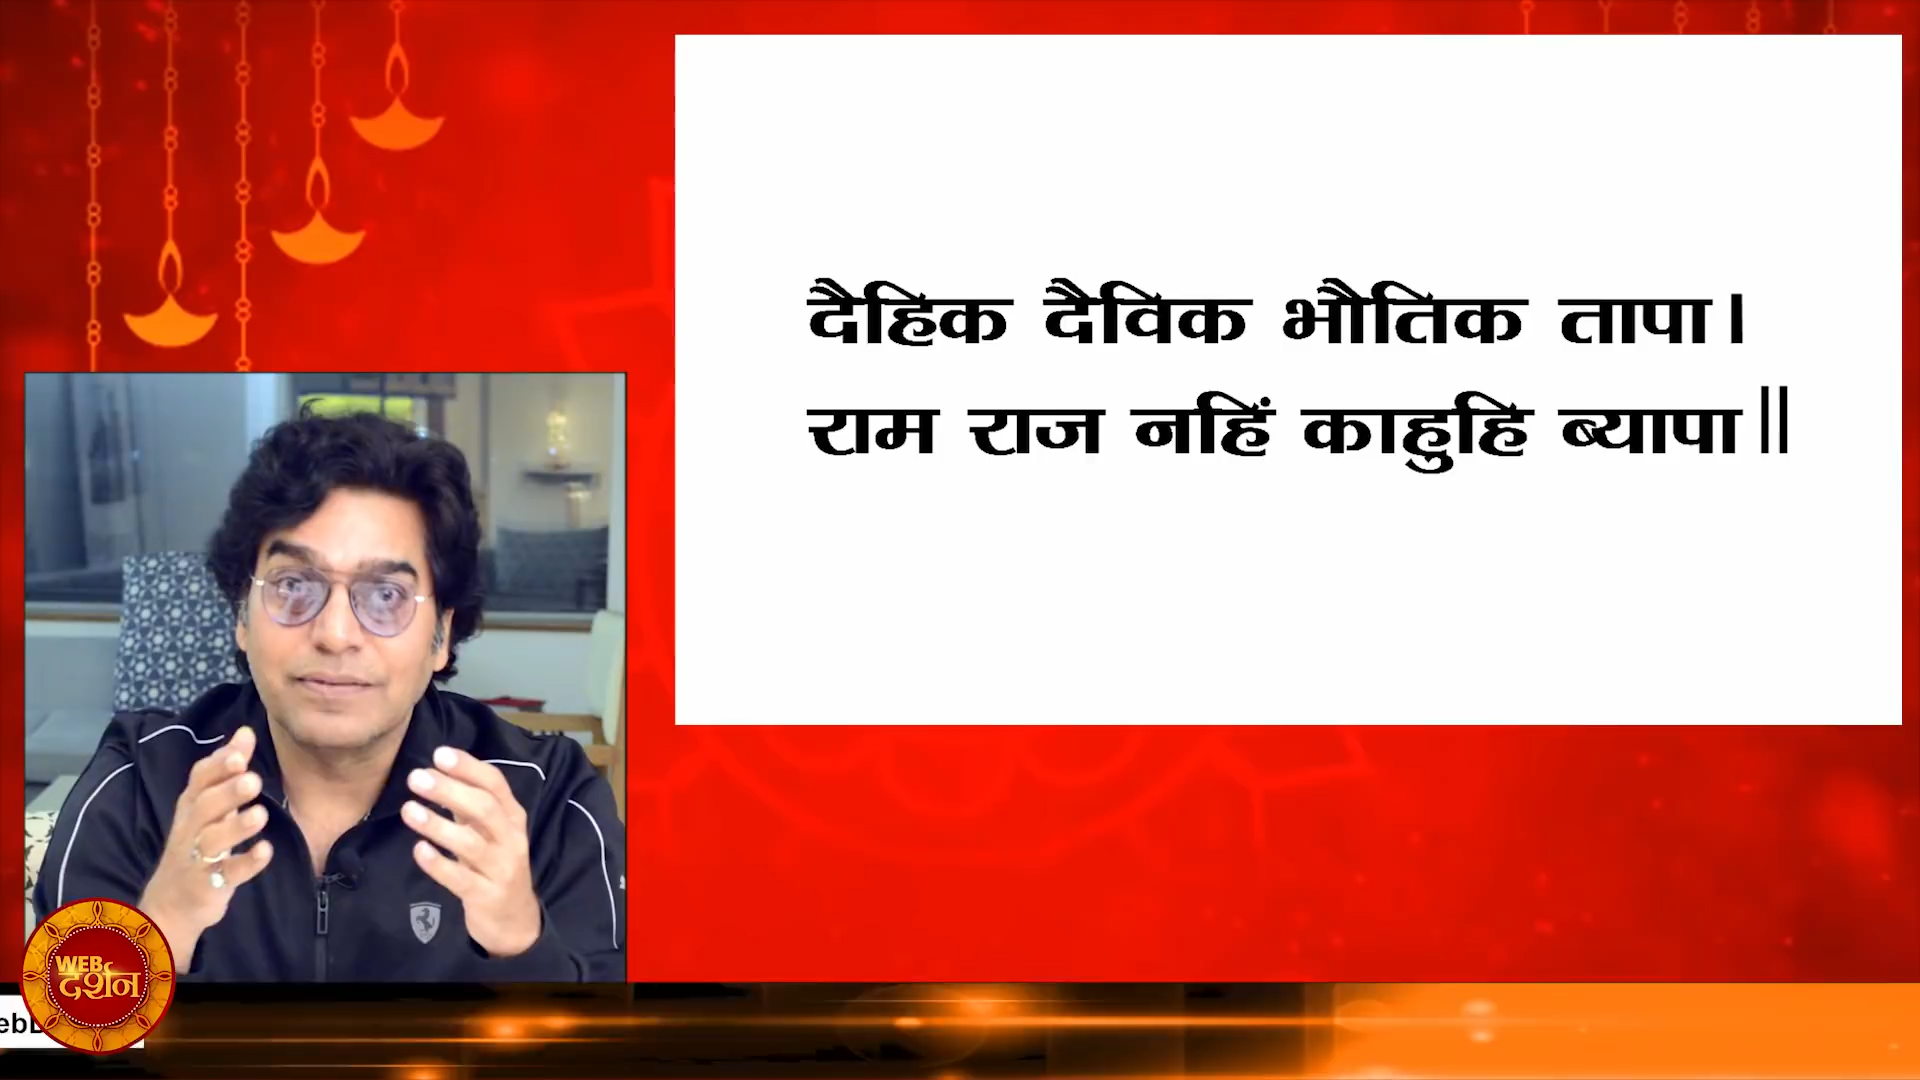 दैहिक दैविक भौतिक तापा।
राम राज नहिं काहुहि ब्यापा॥
WEB
दर्शन